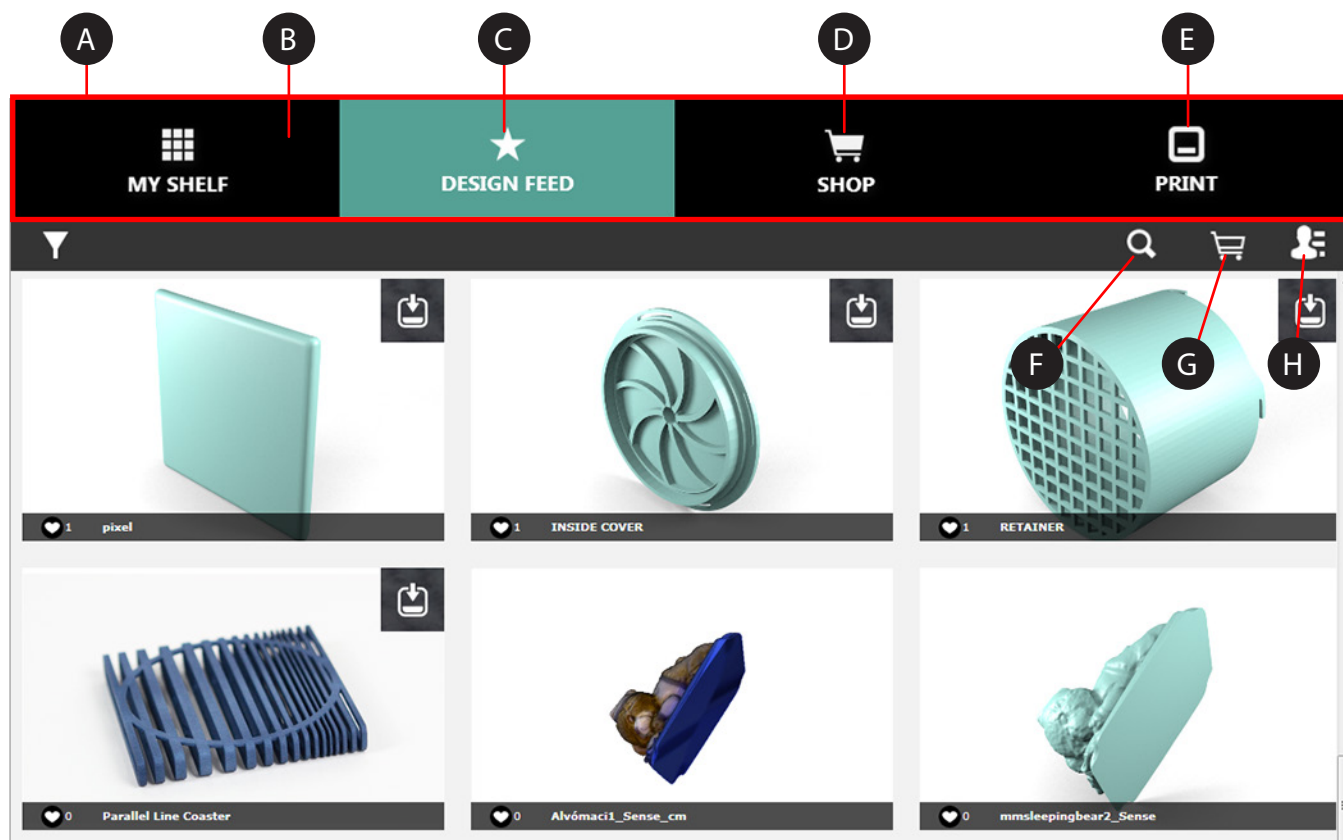 A B C D E
MY SHELF DESIGN FEED SHOP PRINT
F G H
1 pixel
1 INSIDE COVER
1 RETAINER
0 Parallel Line Coaster
0 Alvómaci1_Sense_cm
0 mmsleepingbear2_Sense